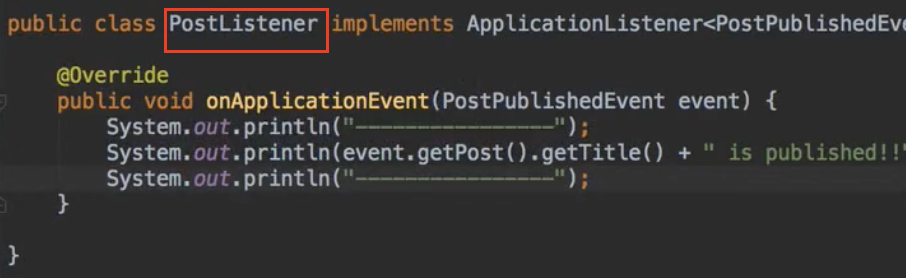 public class PostListener implements ApplicationListener<PostPublishedEve
@Override
public void onApplicationEvent(PostPublishedEvent event) {
System.out.println("----------------");
System.out.println(event.getPost().getTitle() + " is published!!"
System.out.println("----------------");
}
}